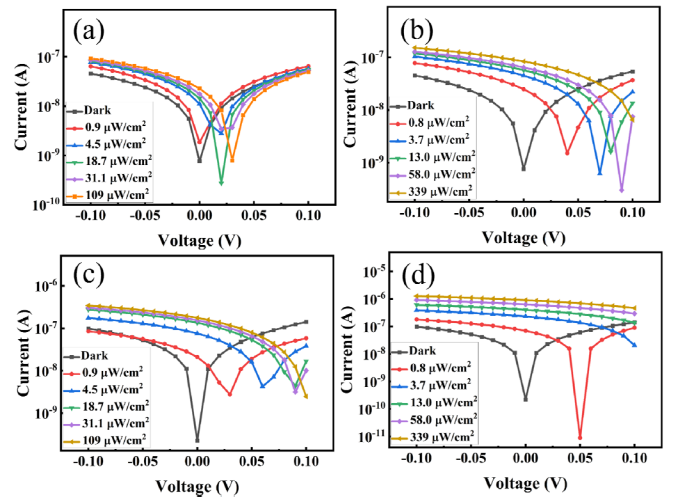 (a)
Current (A)
10⁻⁷
10⁻⁸
10⁻⁹
10⁻¹⁰
Dark
0.9 μW/cm²
4.5 μW/cm²
18.7 μW/cm²
31.1 μW/cm²
109 μW/cm²
-0.10 -0.05 0.00 0.05 0.10
Voltage (V)
(b)
Current (A)
10⁻⁷
10⁻⁸
10⁻⁹
Dark
0.8 μW/cm²
3.7 μW/cm²
13.0 μW/cm²
58.0 μW/cm²
339 μW/cm²
-0.10 -0.05 0.00 0.05 0.10
Voltage (V)
(c)
Current (A)
10⁻⁶
10⁻⁷
10⁻⁸
10⁻⁹
Dark
0.9 μW/cm²
4.5 μW/cm²
18.7 μW/cm²
31.1 μW/cm²
109 μW/cm²
-0.10 -0.05 0.00 0.05 0.10
Voltage (V)
(d)
Current (A)
10⁻⁵
10⁻⁶
10⁻⁷
10⁻⁸
10⁻⁹
10⁻¹⁰
10⁻¹¹
Dark
0.8 μW/cm²
3.7 μW/cm²
13.0 μW/cm²
58.0 μW/cm²
339 μW/cm²
-0.10 -0.05 0.00 0.05 0.10
Voltage (V)